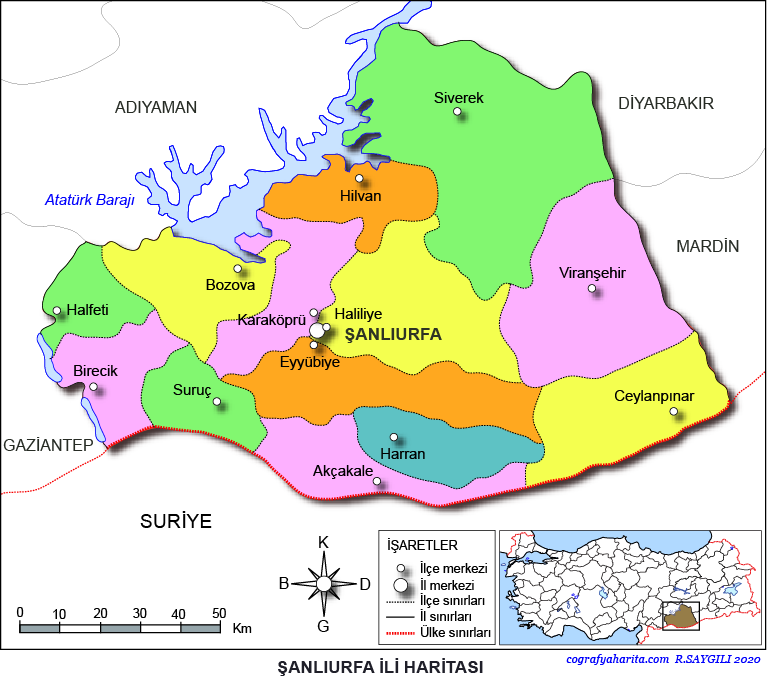 Siverek
ADIYAMAN
DİYARBAKIR
Hilvan
Atatürk Barajı
MARDİN
Viranşehir
Bozova
Halfeti
Karaköprü
Haliliye
ŞANLIURFA
Eyyübiye
Birecik
Suruç
Ceylanpınar
GAZİANTEP
Harran
Akçakale
SURİYE
K
B
D
G
İŞARETLER
İlçe merkezi
İl merkezi
İlçe sınırları
İl sınırları
Ülke sınırları
0 10 20 30 40 50
Km
cografyaharita.com R.SAYGILI 2020
ŞANLIURFA İLİ HARİTASI